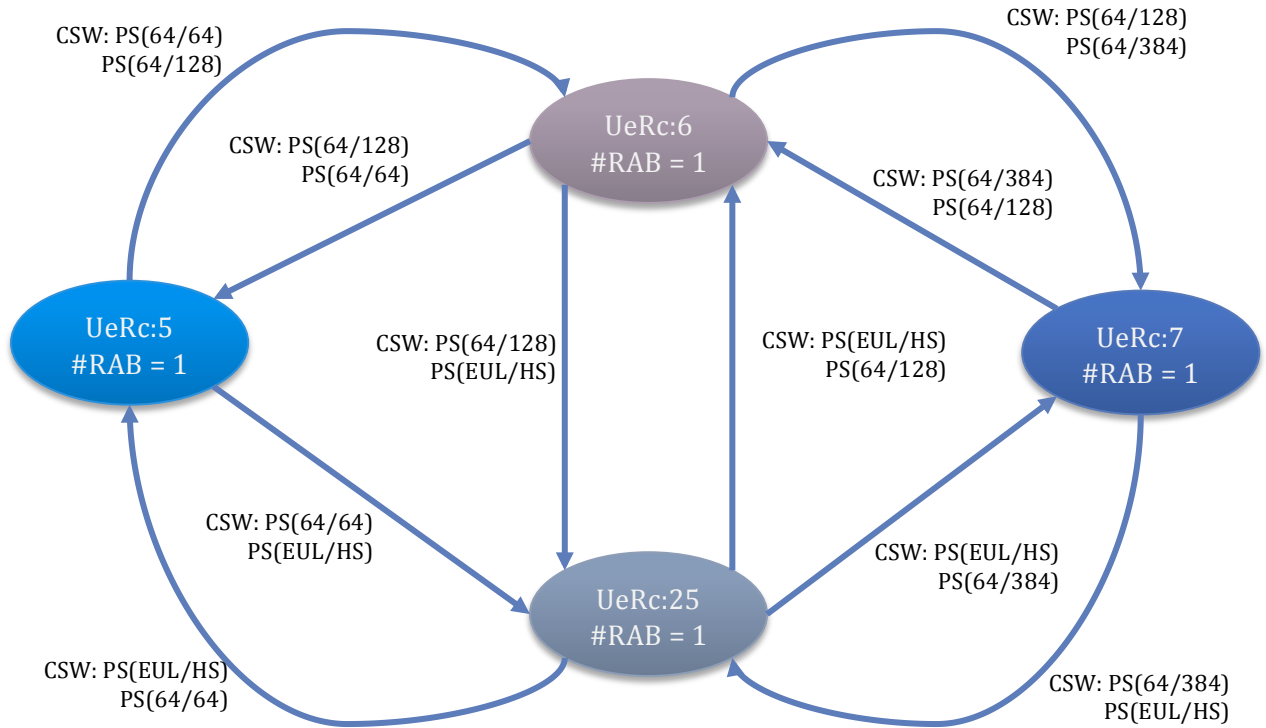 CSW: PS(64/64)
PS(64/128)
CSW: PS(64/128)
PS(64/384)
UeRc:6
#RAB = 1
CSW: PS(64/128)
PS(64/64)
CSW: PS(64/384)
PS(64/128)
UeRc:5
#RAB = 1
CSW: PS(64/128)
PS(EUL/HS)
CSW: PS(EUL/HS)
PS(64/128)
UeRc:7
#RAB = 1
CSW: PS(64/64)
PS(EUL/HS)
CSW: PS(EUL/HS)
PS(64/384)
UeRc:25
#RAB = 1
CSW: PS(EUL/HS)
PS(64/64)
CSW: PS(64/384)
PS(EUL/HS)